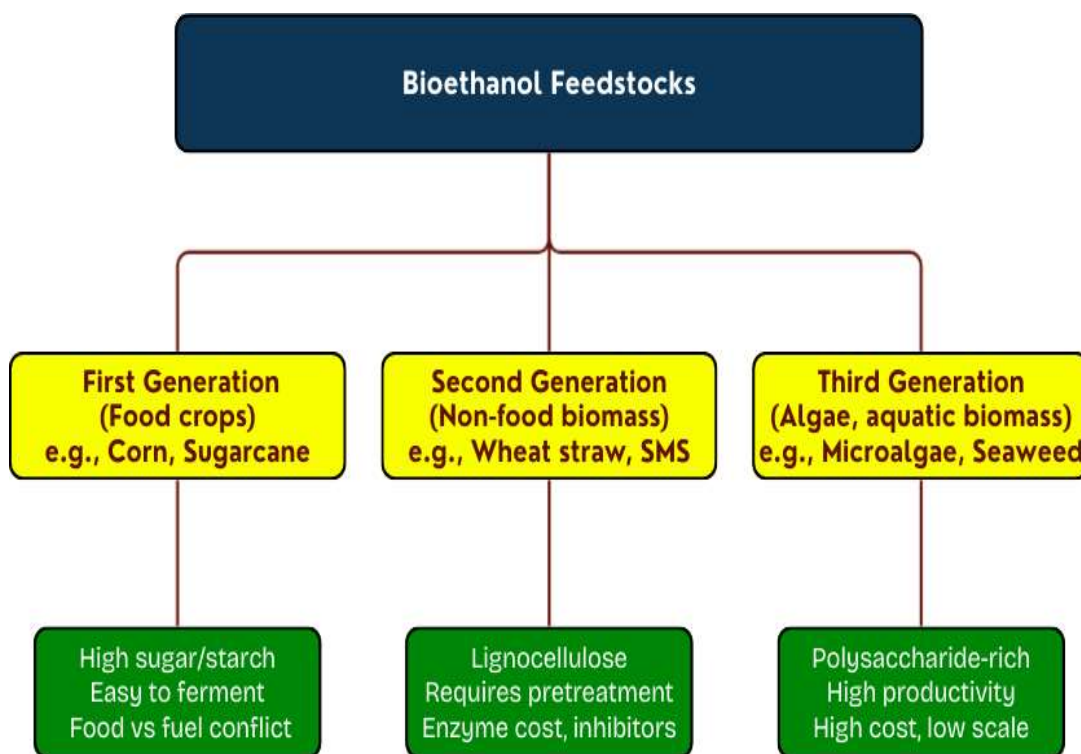 Bioethanol Feedstocks
First Generation
(Food crops)
e.g., Corn, Sugarcane
Second Generation
(Non-food biomass)
e.g., Wheat straw, SMS
Third Generation
(Algae, aquatic biomass)
e.g., Microalgae, Seaweed
High sugar/starch
Easy to ferment
Food vs fuel conflict
Lignocellulose
Requires pretreatment
Enzyme cost, inhibitors
Polysaccharide-rich
High productivity
High cost, low scale